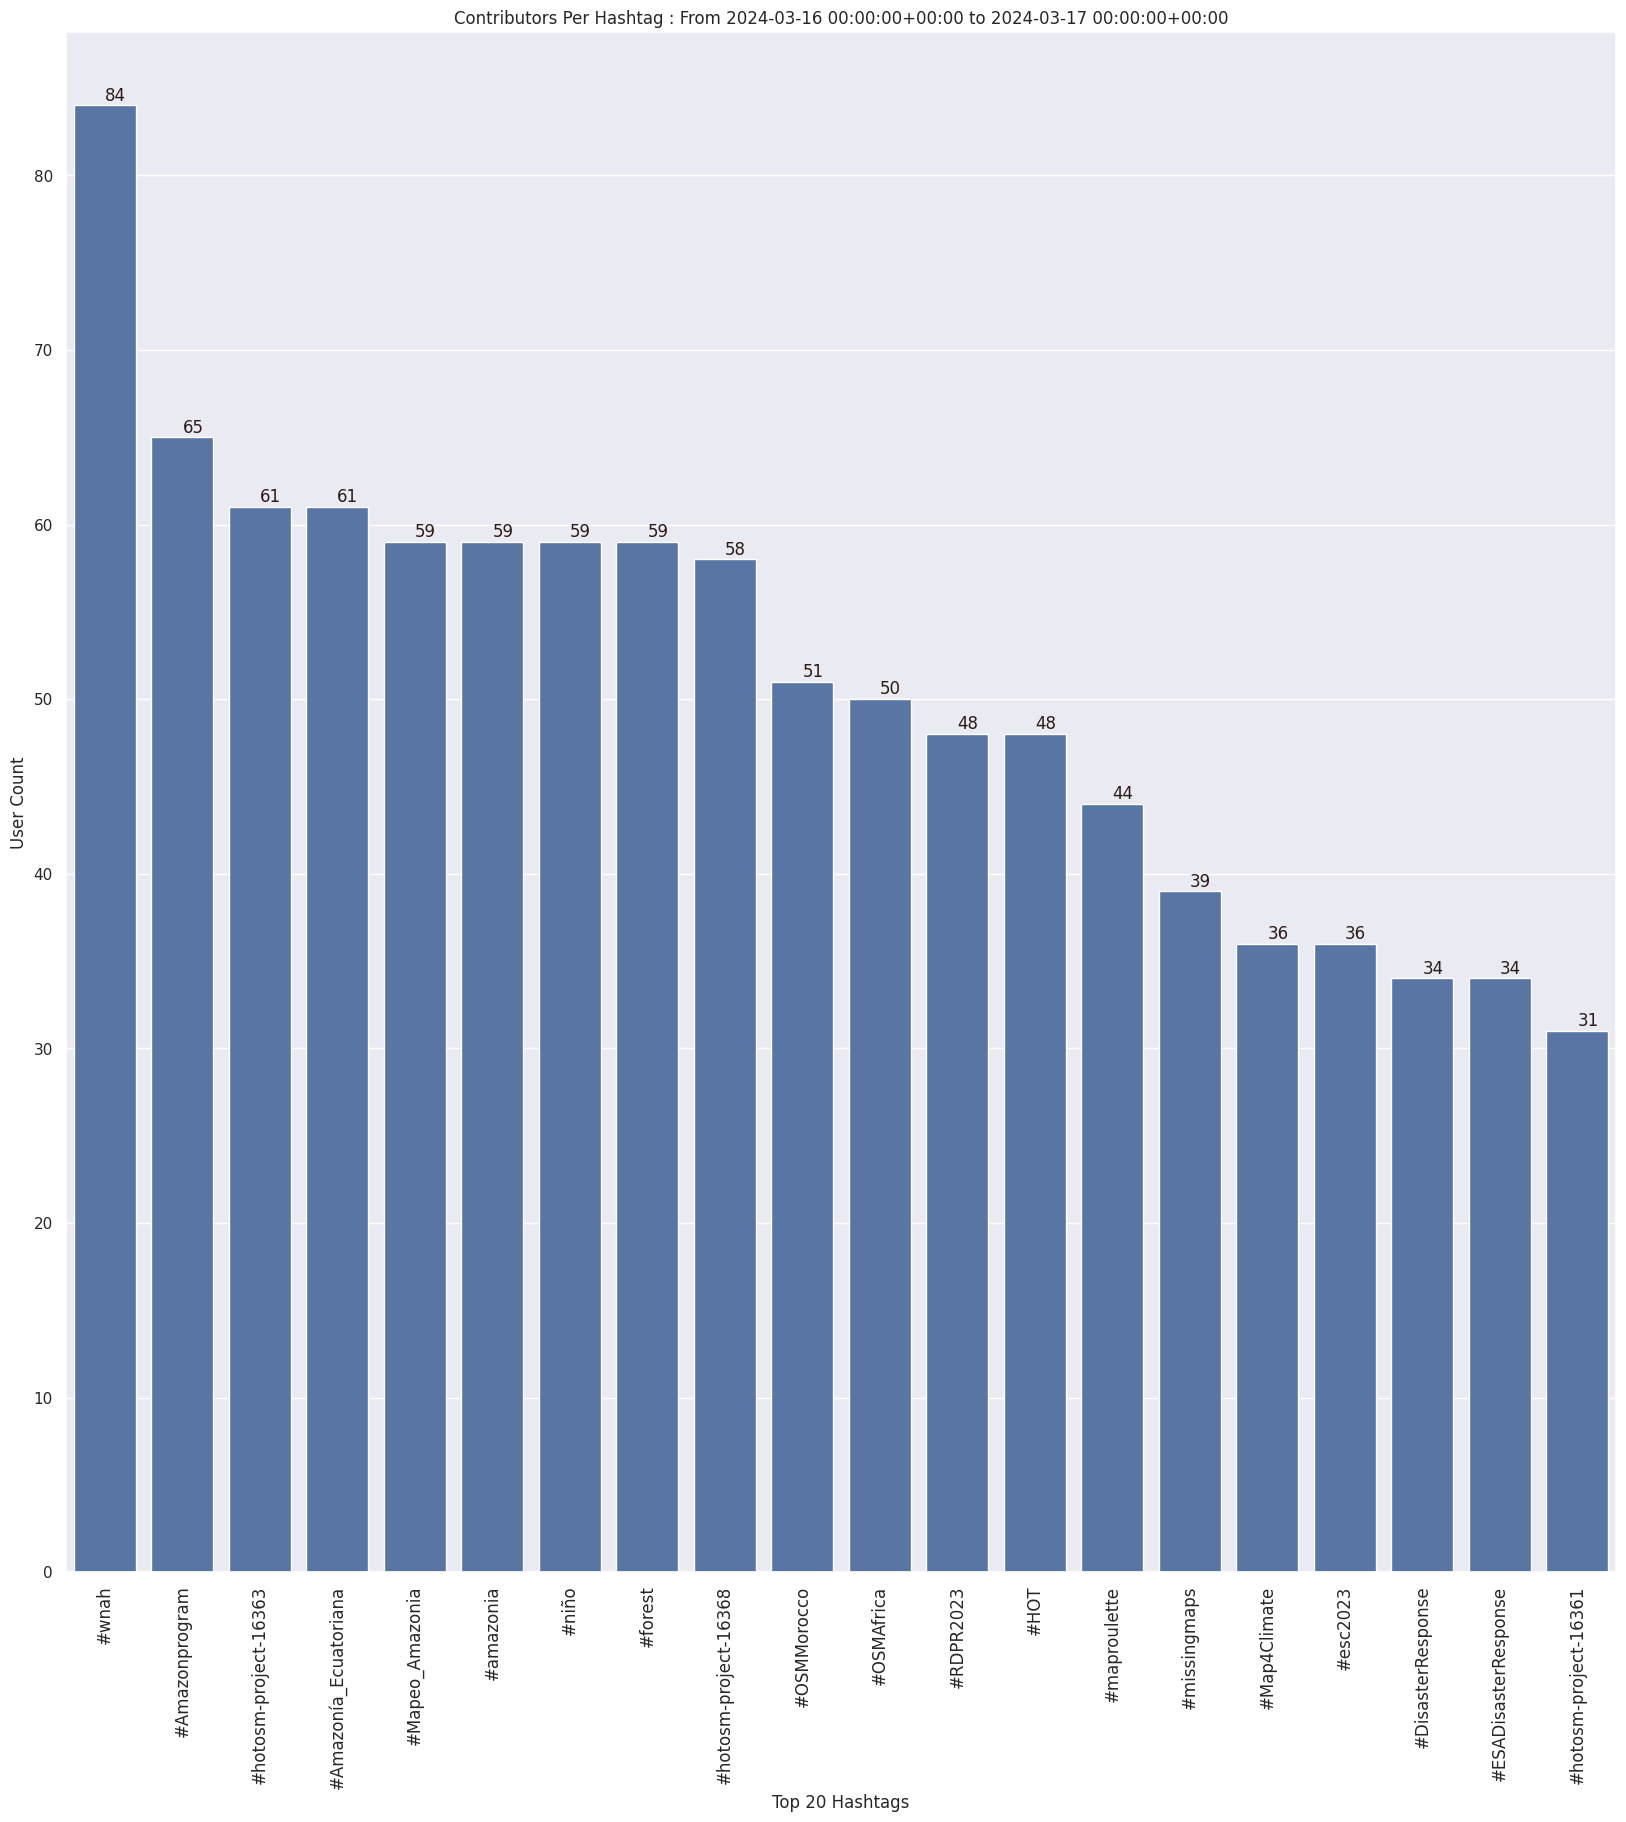 Contributors Per Hashtag : From 2024-03-16 00:00:00+00:00 to 2024-03-17 00:00:00+00:00
84
65
61
61
59
59
59
59
58
51
50
48
48
44
39
36
36
34
34
31
80
70
60
50
40
30
20
10
0
User Count
#wnah
#Amazonprogram
#hotosm-project-16363
#Amazonía_Ecuatoriana
#Mapeo_Amazonia
#amazonia
#niño
#forest
#hotosm-project-16368
#OSMMorocco
#OSMAfrica
#RDPR2023
#HOT
#maproulette
#missingmaps
#Map4Climate
#esc2023
#DisasterResponse
#ESADisasterResponse
#hotosm-project-16361
Top 20 Hashtags